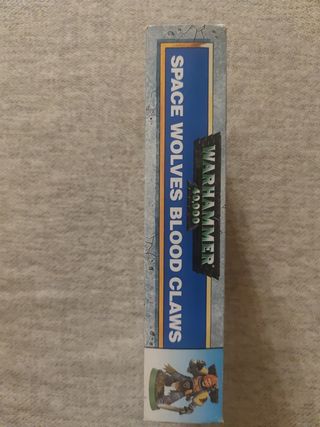 WARHAMMER
40,000
SPACE WOLVES BLOOD CLAWS